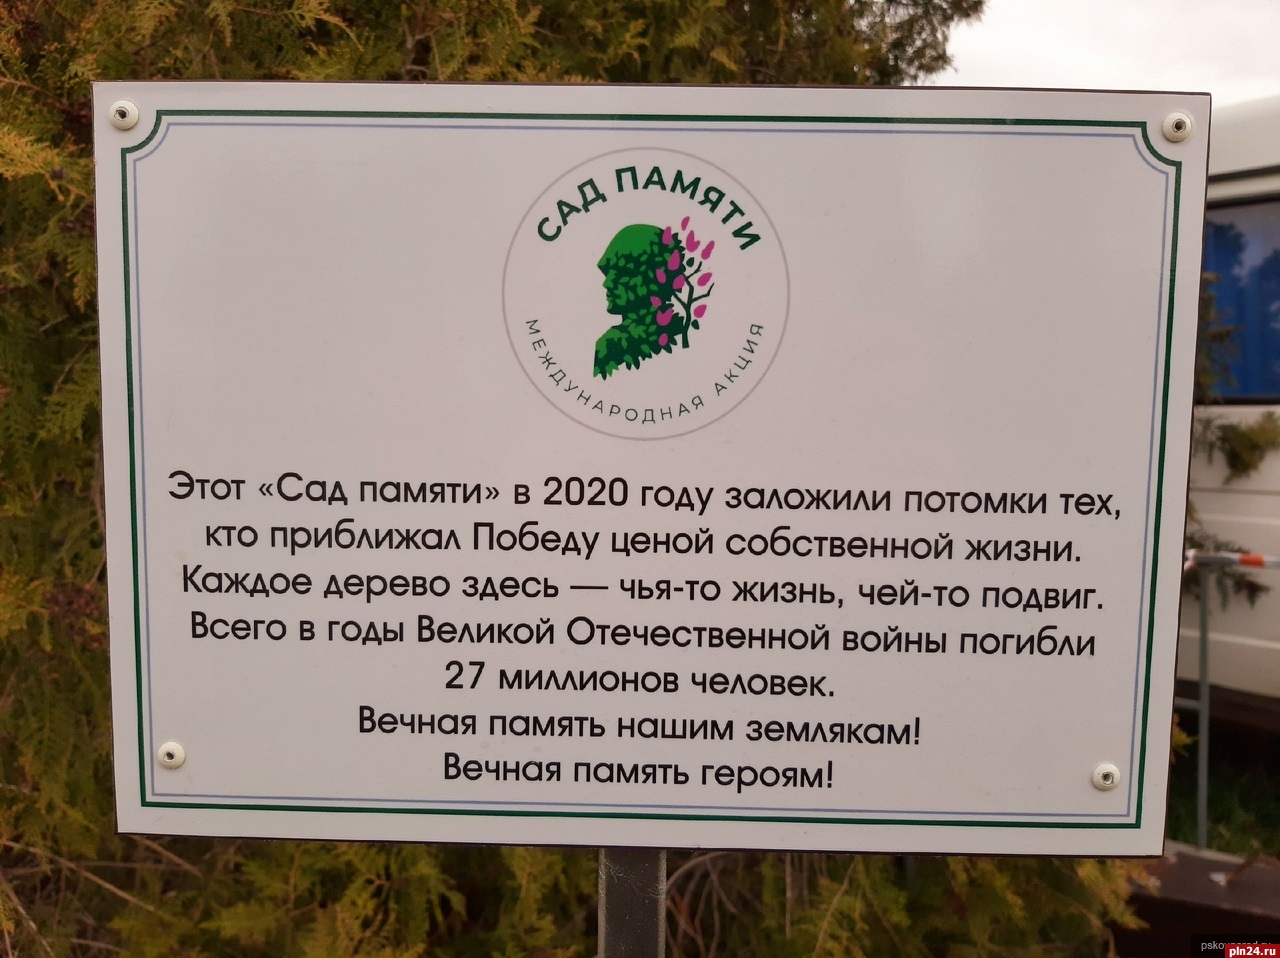 САД ПАМЯТИ
МЕЖДУНАРОДНАЯ АКЦИЯ
Этот «Сад памяти» в 2020 году заложили потомки тех,
кто приближал Победу ценой собственной жизни.
Каждое дерево здесь — чья-то жизнь, чей-то подвиг.
Всего в годы Великой Отечественной войны погибли
27 миллионов человек.
Вечная память нашим землякам!
Вечная память героям!
pln24.ru